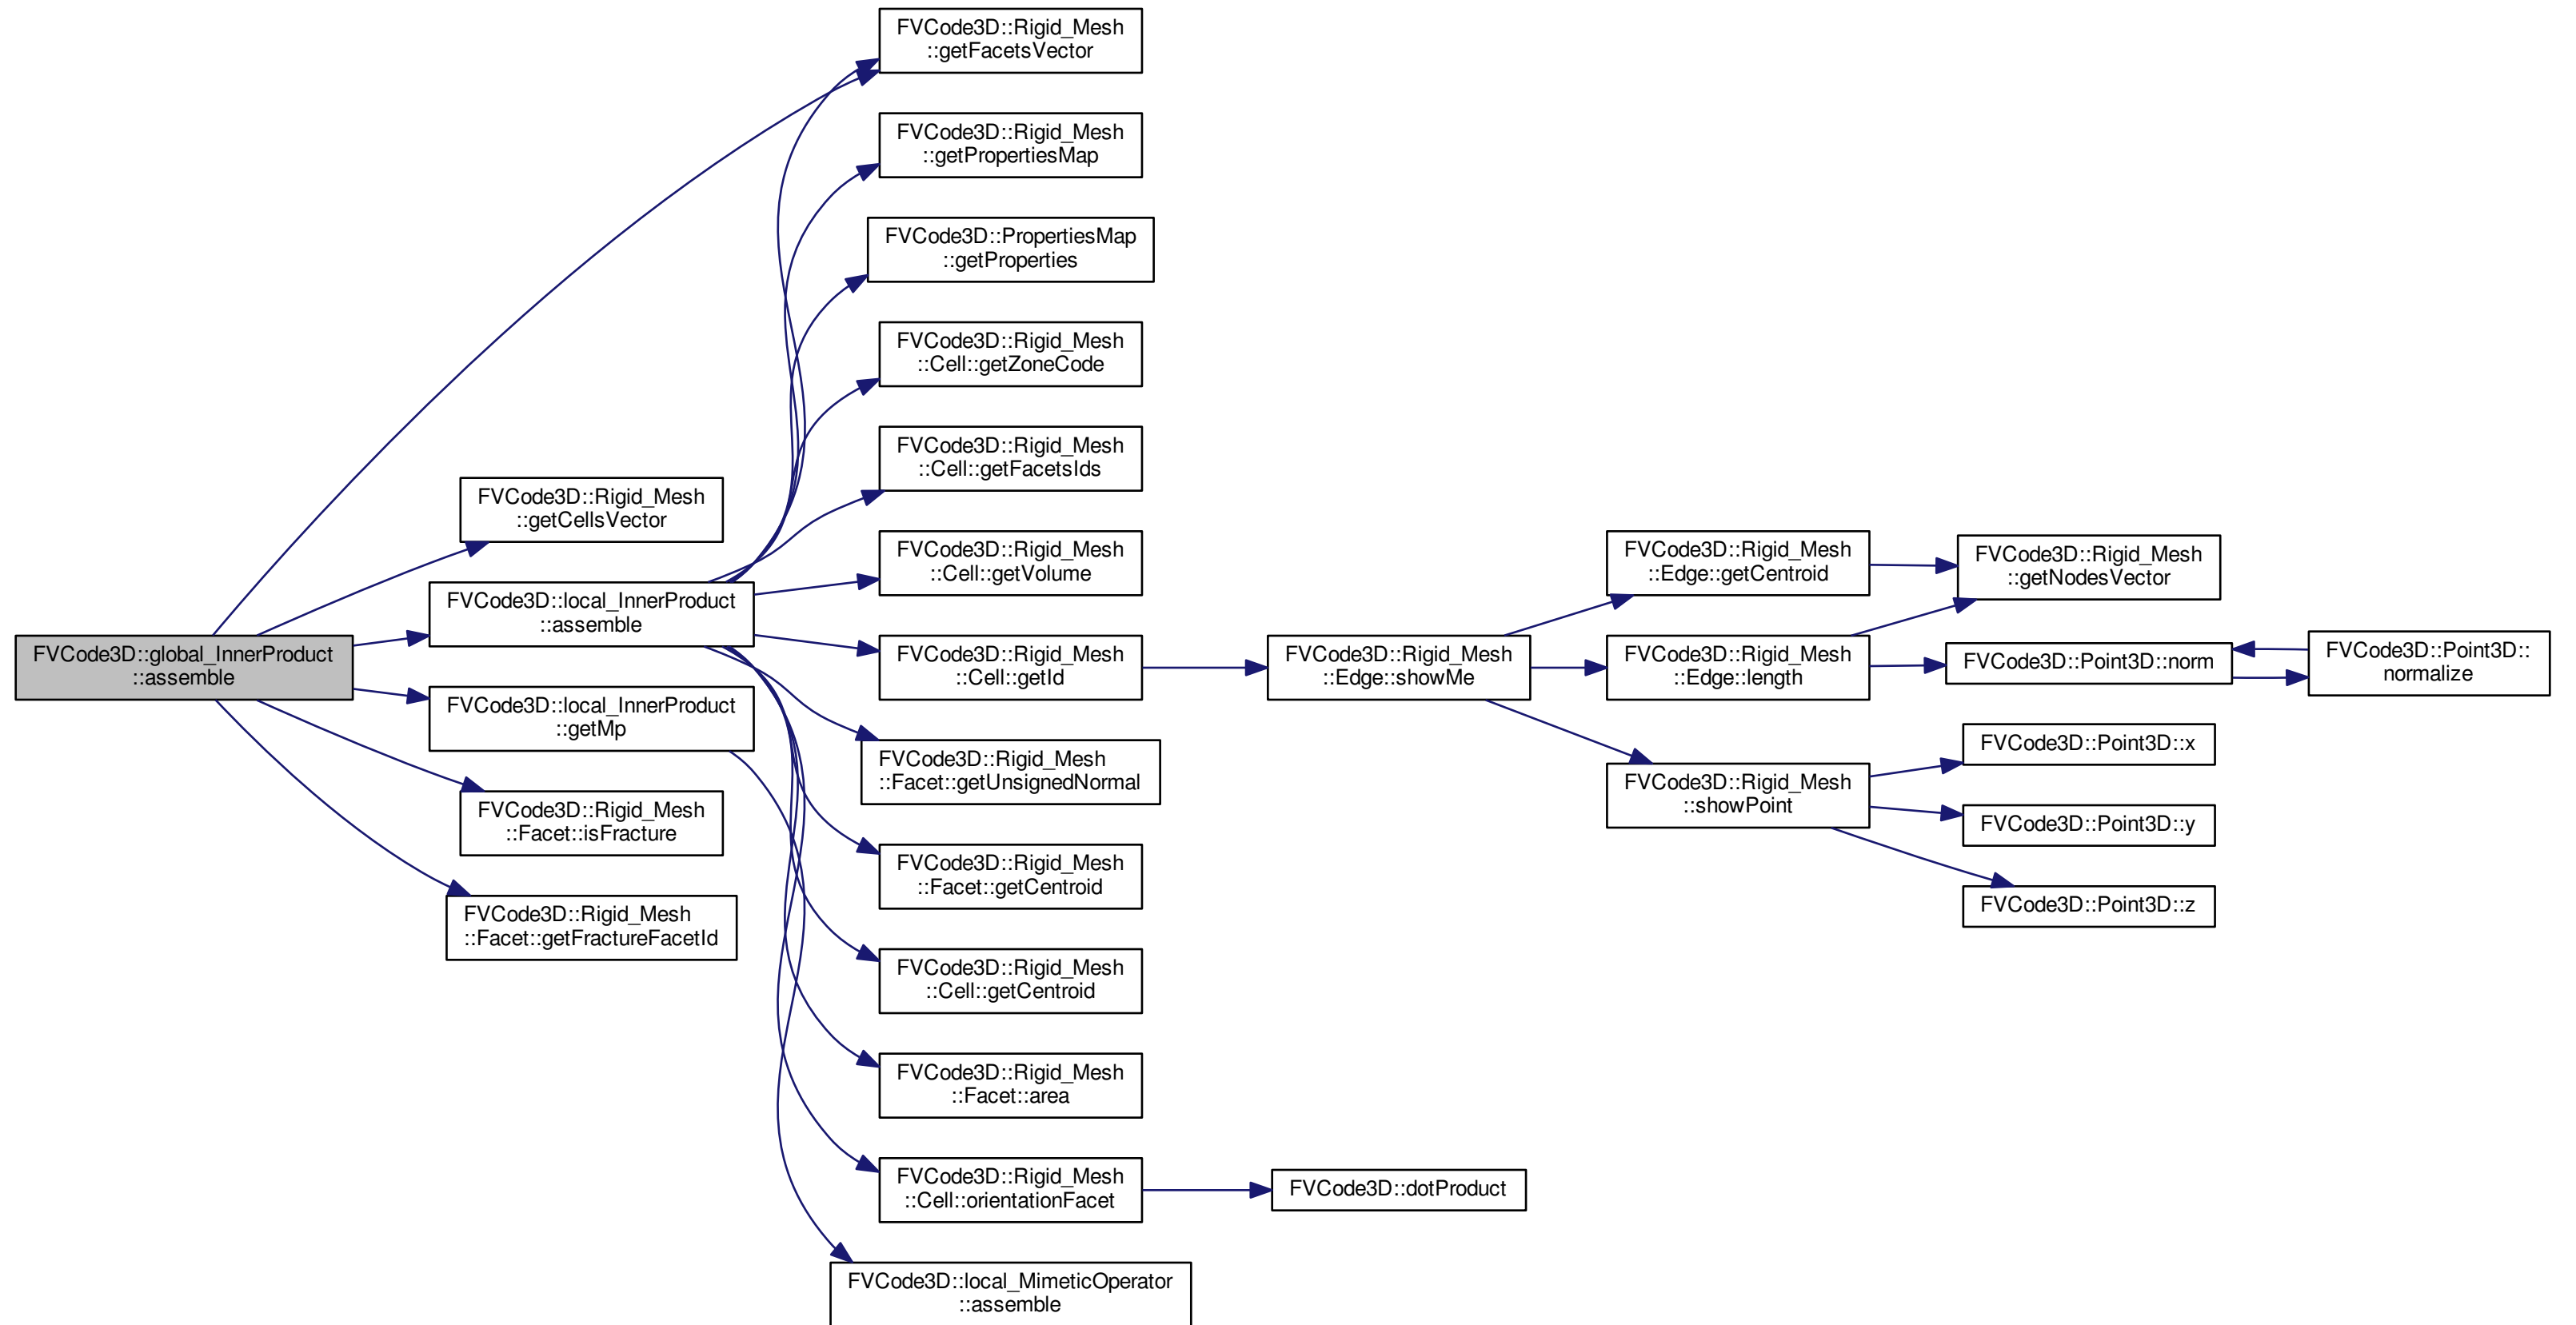 FVCode3D::global_InnerProduct
::assemble
FVCode3D::Rigid_Mesh
::getCellsVector
FVCode3D::local_InnerProduct
::assemble
FVCode3D::local_InnerProduct
::getMp
FVCode3D::Rigid_Mesh
::Facet::isFracture
FVCode3D::Rigid_Mesh
::Facet::getFractureFacetId
FVCode3D::Rigid_Mesh
::getFacetsVector
FVCode3D::Rigid_Mesh
::getPropertiesMap
FVCode3D::PropertiesMap
::getProperties
FVCode3D::Rigid_Mesh
::Cell::getZoneCode
FVCode3D::Rigid_Mesh
::Cell::getFacetsIds
FVCode3D::Rigid_Mesh
::Cell::getVolume
FVCode3D::Rigid_Mesh
::Cell::getId
FVCode3D::Rigid_Mesh
::Facet::getUnsignedNormal
FVCode3D::Rigid_Mesh
::Facet::getCentroid
FVCode3D::Rigid_Mesh
::Cell::getCentroid
FVCode3D::Rigid_Mesh
::Facet::area
FVCode3D::Rigid_Mesh
::Cell::orientationFacet
FVCode3D::local_MimeticOperator
::assemble
FVCode3D::Rigid_Mesh
::Edge::showMe
FVCode3D::dotProduct
FVCode3D::Rigid_Mesh
::Edge::getCentroid
FVCode3D::Rigid_Mesh
::Edge::length
FVCode3D::Rigid_Mesh
::showPoint
FVCode3D::Rigid_Mesh
::getNodesVector
FVCode3D::Point3D::norm
FVCode3D::Point3D::x
FVCode3D::Point3D::y
FVCode3D::Point3D::z
FVCode3D::Point3D::
normalize